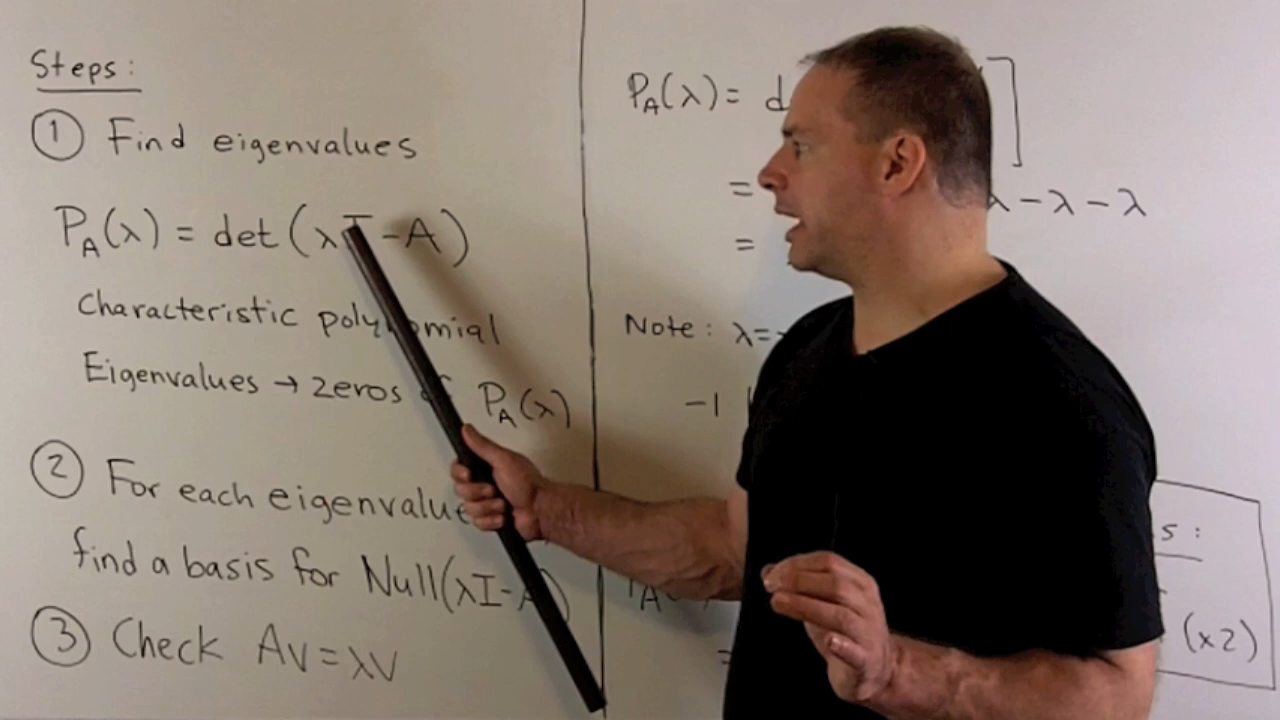 Steps:
① Find eigenvalues
P_A(λ) = det(λI-A)
Characteristic polynomial
Eigenvalues → zeros P_A(λ)
② For each eigenvalue
find a basis for Null(λI-A)
③ Check Av=λv
P_A(λ)=
=
λ-λ-λ
=
Note: λ=
-1
=
(x2)